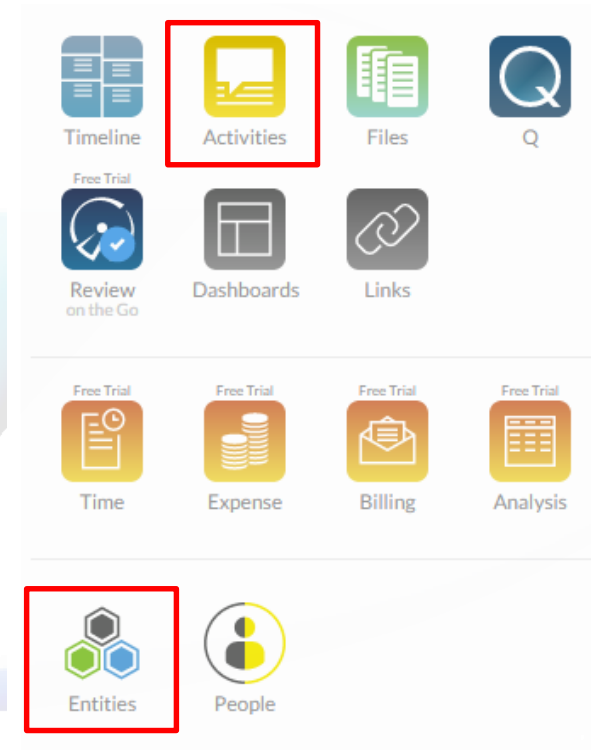 Timeline Activities Files Q
Free Trial
Review Dashboards Links
on the Go
Free Trial Free Trial Free Trial Free Trial
Time Expense Billing Analysis
Entities People